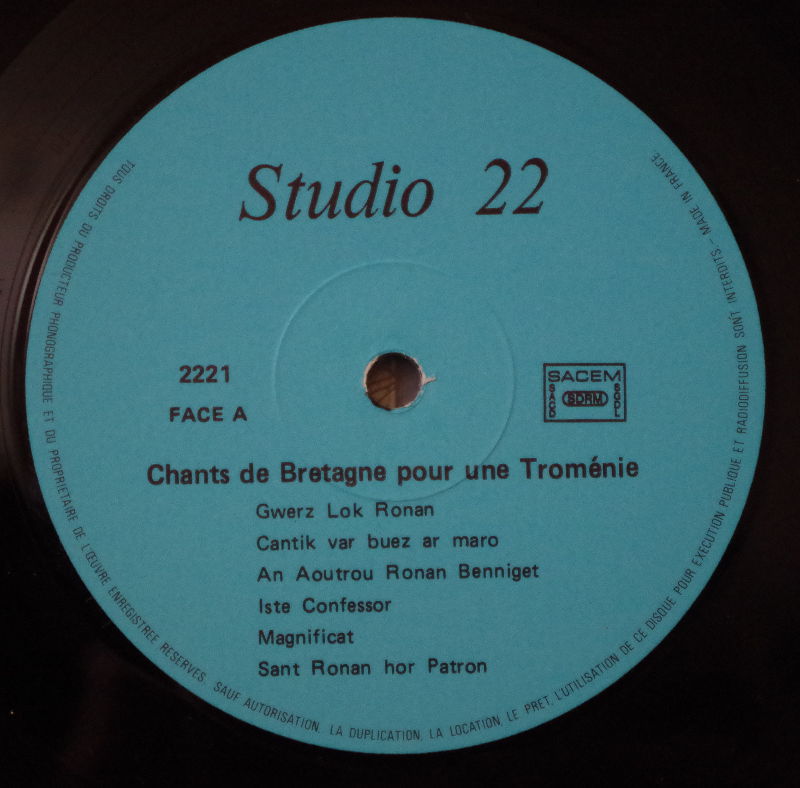 Studio 22
2221
FACE A
SACEM
SACD
SDRM
SGDL
Chants de Bretagne pour une Troménie
Gwerz Lok Ronan
Cantik var buez ar maro
An Aoutrou Ronan Benniget
Iste Confessor
Magnificat
Sant Ronan hor Patron
TOUS DROITS DU PRODUCTEUR PHONOGRAPHIQUE ET DU PROPRIETAIRE DE L'ŒUVRE ENREGISTREE RESERVES. SAUF AUTORISATION, LA DUPLICATION, LA LOCATION, LE PRET, L'UTILISATION DE CE DISQUE POUR EXECUTION PUBLIQUE ET RADIODIFFUSION SONT INTERDITS - MADE IN FRANCE.